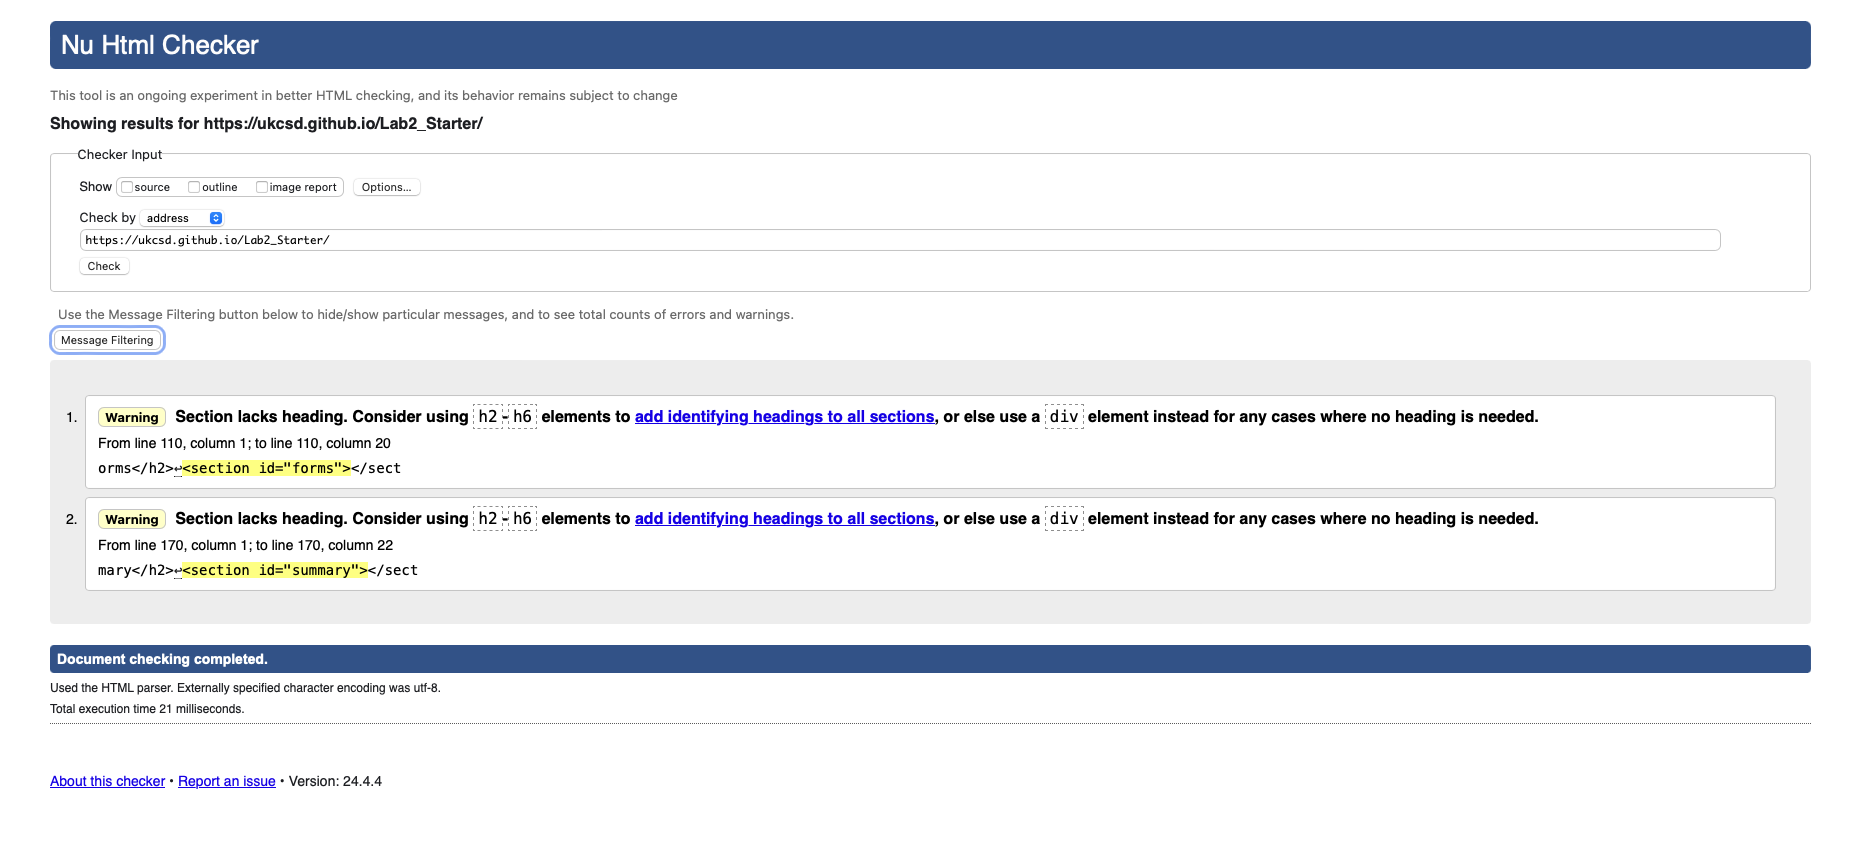 Nu Html Checker
This tool is an ongoing experiment in better HTML checking, and its behavior remains subject to change
Showing results for https://ukcsd.github.io/Lab2_Starter/
Checker Input
Show source outline image report Options...
Check by address
https://ukcsd.github.io/Lab2_Starter/
Check
Use the Message Filtering button below to hide/show particular messages, and to see total counts of errors and warnings.
Message Filtering
1. Warning Section lacks heading. Consider using h2-h6 elements to add identifying headings to all sections, or else use a div element instead for any cases where no heading is needed.
From line 110, column 1; to line 110, column 20
orms</h2>↩<section id="forms"></sect
2. Warning Section lacks heading. Consider using h2-h6 elements to add identifying headings to all sections, or else use a div element instead for any cases where no heading is needed.
From line 170, column 1; to line 170, column 22
mary</h2>↩<section id="summary"></sect
Document checking completed.
Used the HTML parser. Externally specified character encoding was utf-8.
Total execution time 21 milliseconds.
About this checker • Report an issue • Version: 24.4.4